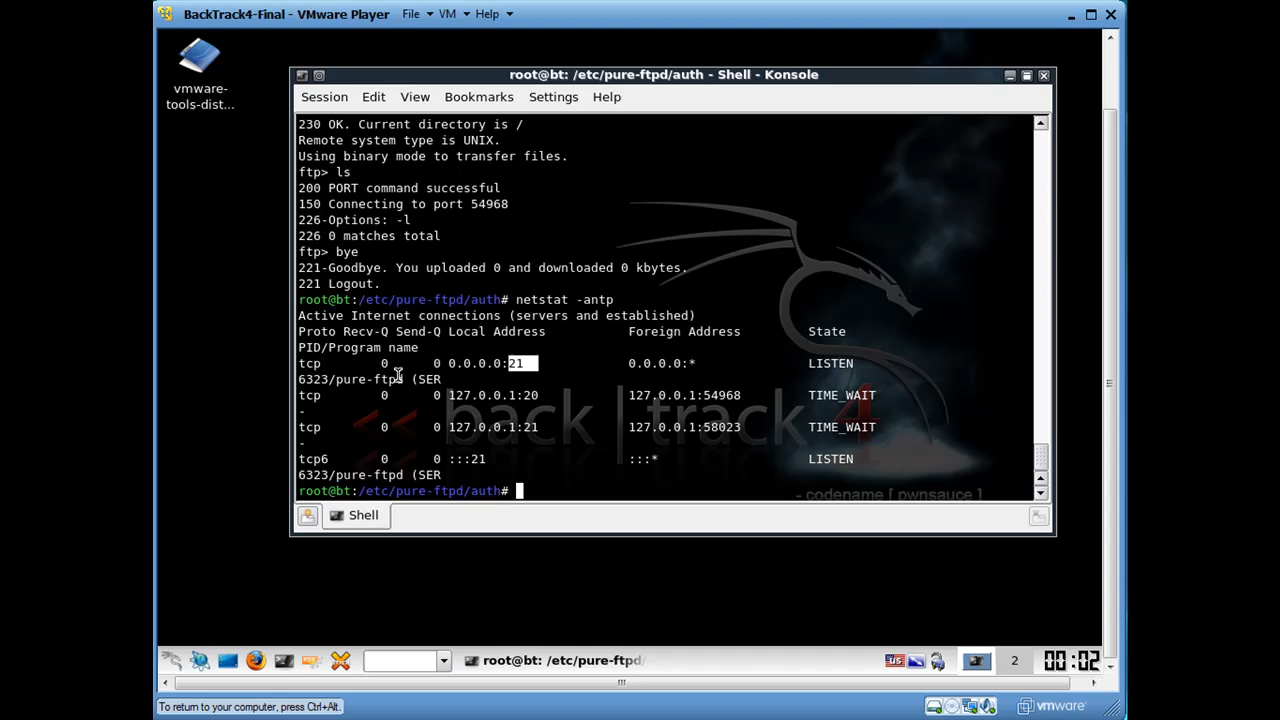 BackTrack4-Final - VMware Player File VM Help
vmware-
tools-dist...
root@bt: /etc/pure-ftpd/auth - Shell - Konsole
Session Edit View Bookmarks Settings Help
230 OK. Current directory is /
Remote system type is UNIX.
Using binary mode to transfer files.
ftp> ls
200 PORT command successful
150 Connecting to port 54968
226-Options: -l
226 0 matches total
ftp> bye
221-Goodbye. You uploaded 0 and downloaded 0 kbytes.
221 Logout.
root@bt:/etc/pure-ftpd/auth# netstat -antp
Active Internet connections (servers and established)
Proto Recv-Q Send-Q Local Address Foreign Address State
PID/Program name
tcp 0 0 0.0.0.0:21 0.0.0.0:* LISTEN
6323/pure-ftpd (SER
tcp 0 0 127.0.0.1:20 127.0.0.1:54968 TIME_WAIT
-
tcp 0 0 127.0.0.1:21 127.0.0.1:58023 TIME_WAIT
-
tcp6 0 0 :::21 :::* LISTEN
6323/pure-ftpd (SER
root@bt:/etc/pure-ftpd/auth#
<< back | track 4
- codename [ pwnsauce ]
Shell
root@bt: /etc/pure-ftpd/
US
2
00:02
To return to your computer, press Ctrl+Alt.
vmware